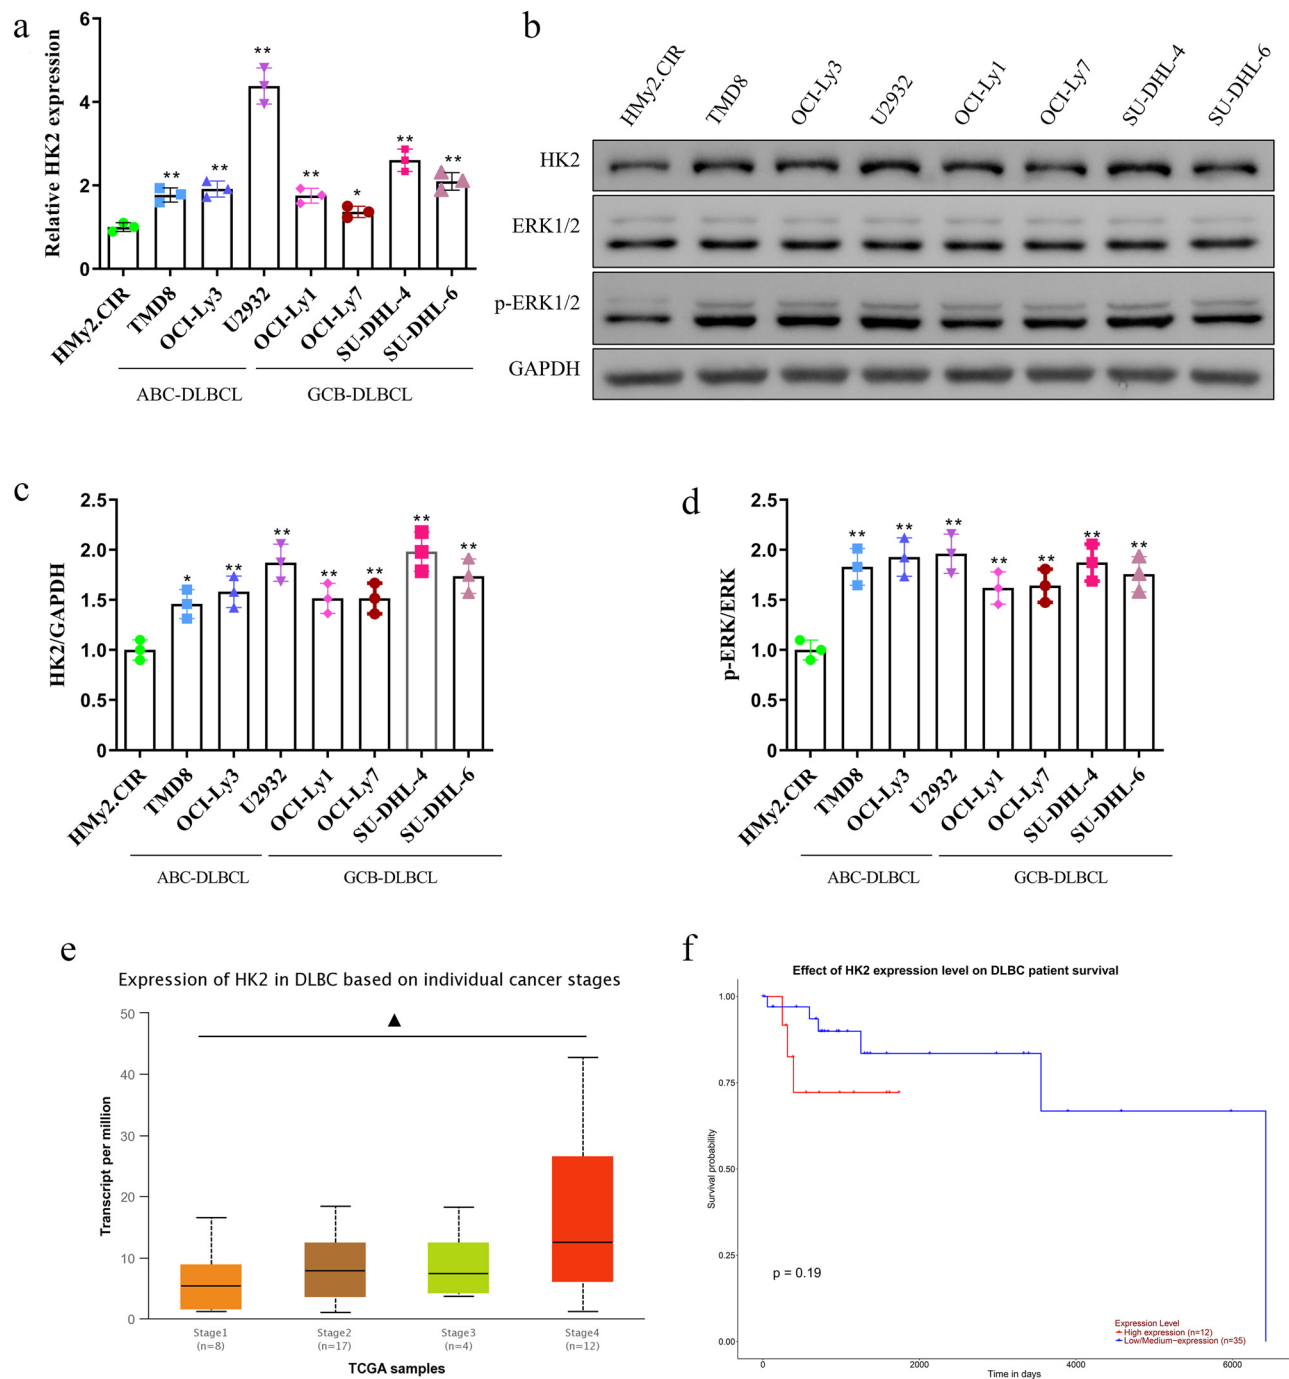 a
Relative HK2 expression
6
4
2
0
** ** ** ** * ** **
HMy2.CIR
TMD8
OCI-Ly3
U2932
OCI-Ly1
OCI-Ly7
SU-DHL-4
SU-DHL-6
ABC-DLBCL
GCB-DLBCL
b
HMy2.CIR
TMD8
OCI-Ly3
U2932
OCI-Ly1
OCI-Ly7
SU-DHL-4
SU-DHL-6
HK2
ERK1/2
p-ERK1/2
GAPDH
c
HK2/GAPDH
2.5
2.0
1.5
1.0
0.5
0
* ** ** ** ** ** **
HMy2.CIR
TMD8
OCI-Ly3
U2932
OCI-Ly1
OCI-Ly7
SU-DHL-4
SU-DHL-6
ABC-DLBCL
GCB-DLBCL
d
p-ERK/ERK
2.5
2.0
1.5
1.0
0.5
0
** ** ** ** ** ** **
HMy2.CIR
TMD8
OCI-Ly3
U2932
OCI-Ly1
OCI-Ly7
SU-DHL-4
SU-DHL-6
ABC-DLBCL
GCB-DLBCL
e
Expression of HK2 in DLBC based on individual cancer stages
Transcript per million
50
40
30
20
10
0
▲
Stage1
(n=8)
Stage2
(n=17)
Stage3
(n=4)
Stage4
(n=12)
TCGA samples
f
Effect of HK2 expression level on DLBC patient survival
Survival probability
1.00
0.75
0.50
0.25
0.00
p = 0.19
Expression Level
High expression (n=12)
Low/Medium-expression (n=35)
0
2000
4000
6000
Time in days